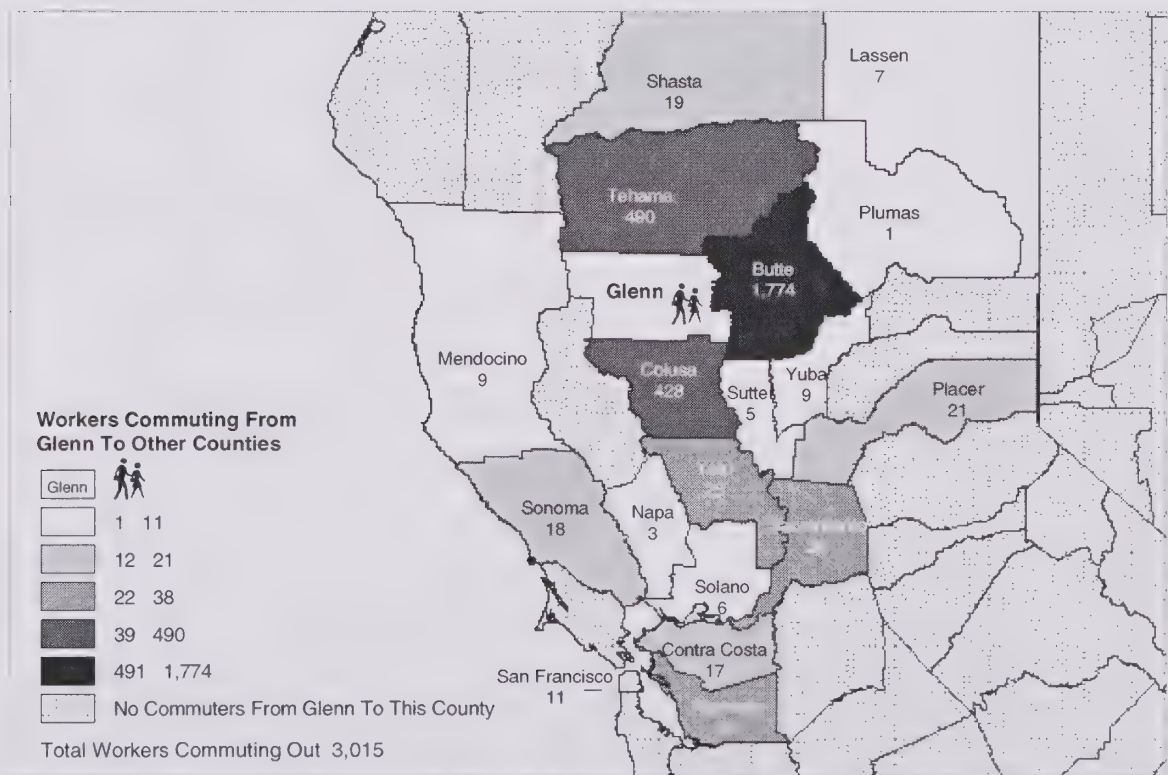 Lassen
7
Shasta
19
Tehama
490
Plumas
1
Butte
1,774
Glenn
Mendocino
9
Colusa
428
Sutte
5
Yuba
9
Placer
21
Workers Commuting From
Glenn To Other Counties
Glenn
1 11
12 21
22 38
39 490
491 1,774
No Commuters From Glenn To This County
Total Workers Commuting Out 3,015
Sonoma
18
Napa
3
Solano
6
Contra Costa
17
San Francisco
11